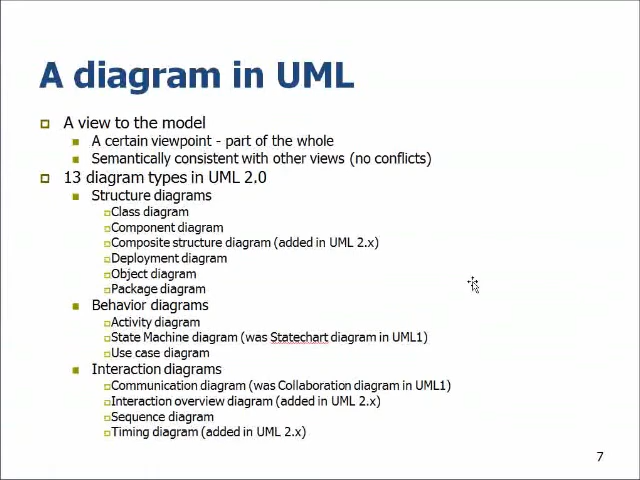 A diagram in UML
A view to the model
A certain viewpoint - part of the whole
Semantically consistent with other views (no conflicts)
13 diagram types in UML 2.0
Structure diagrams
Class diagram
Component diagram
Composite structure diagram (added in UML 2.x)
Deployment diagram
Object diagram
Package diagram
Behavior diagrams
Activity diagram
State Machine diagram (was Statechart diagram in UML1)
Use case diagram
Interaction diagrams
Communication diagram (was Collaboration diagram in UML1)
Interaction overview diagram (added in UML 2.x)
Sequence diagram
Timing diagram (added in UML 2.x)
7